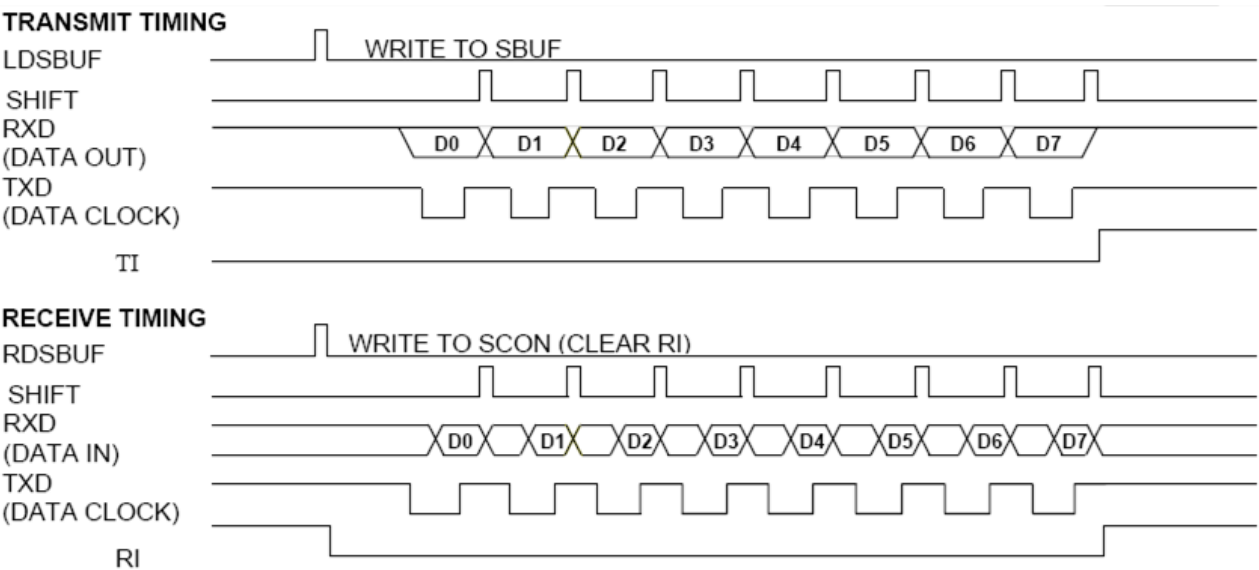 TRANSMIT TIMING
LDSBUF
WRITE TO SBUF
SHIFT
RXD
(DATA OUT)
D0 D1 D2 D3 D4 D5 D6 D7
TXD
(DATA CLOCK)
TI
RECEIVE TIMING
RDSBUF
WRITE TO SCON (CLEAR RI)
SHIFT
RXD
(DATA IN)
D0 D1 D2 D3 D4 D5 D6 D7
TXD
(DATA CLOCK)
RI